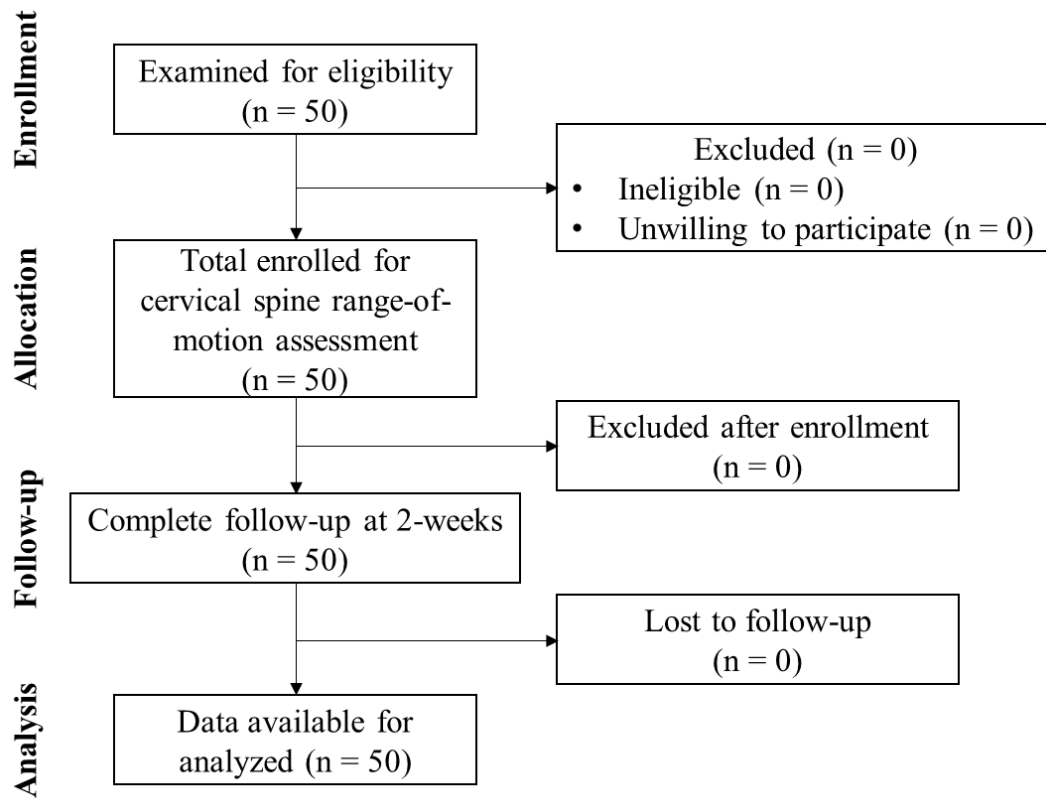 Enrollment
Examined for eligibility
(n = 50)
Excluded (n = 0)
• Ineligible (n = 0)
• Unwilling to participate (n = 0)
Allocation
Total enrolled for
cervical spine range-of-
motion assessment
(n = 50)
Excluded after enrollment
(n = 0)
Follow-up
Complete follow-up at 2-weeks
(n = 50)
Lost to follow-up
(n = 0)
Analysis
Data available for
analyzed (n = 50)